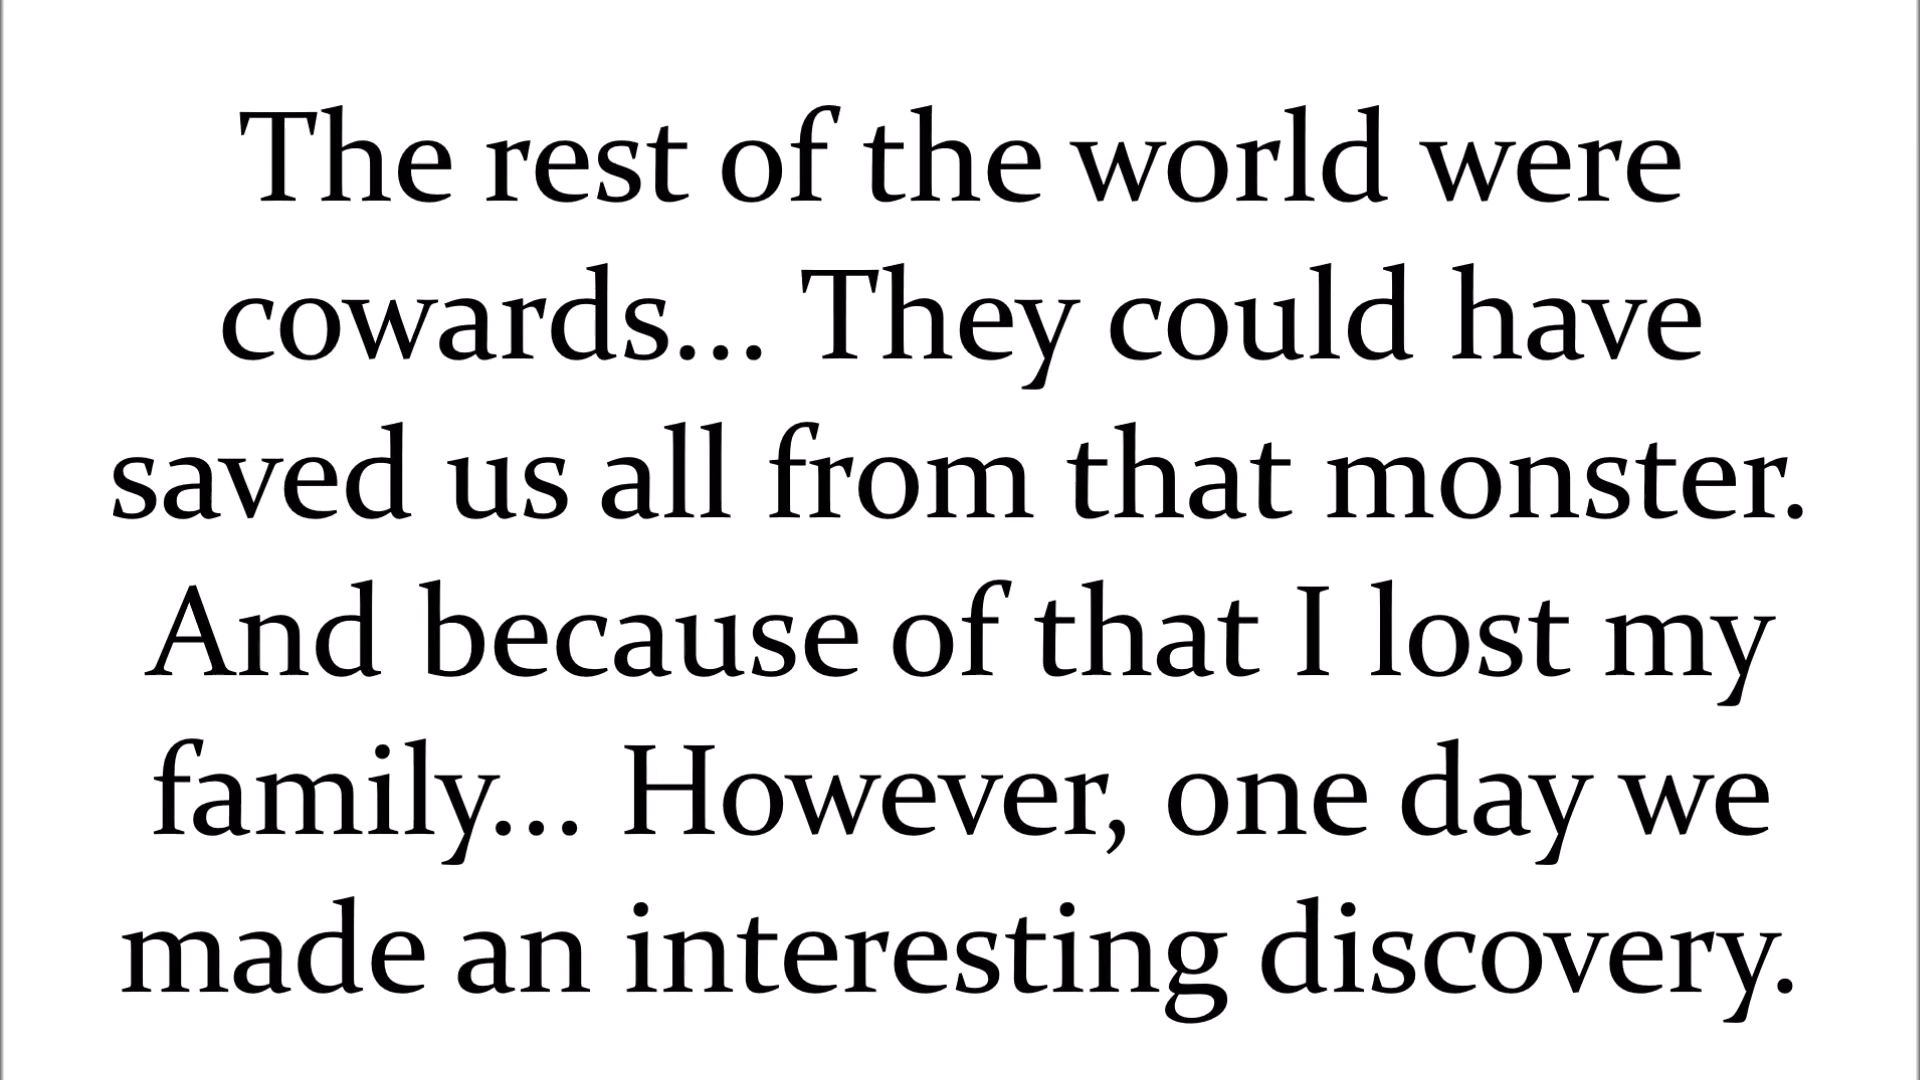 The rest of the world were
cowards... They could have
saved us all from that monster.
And because of that I lost my
family... However, one day we
made an interesting discovery.